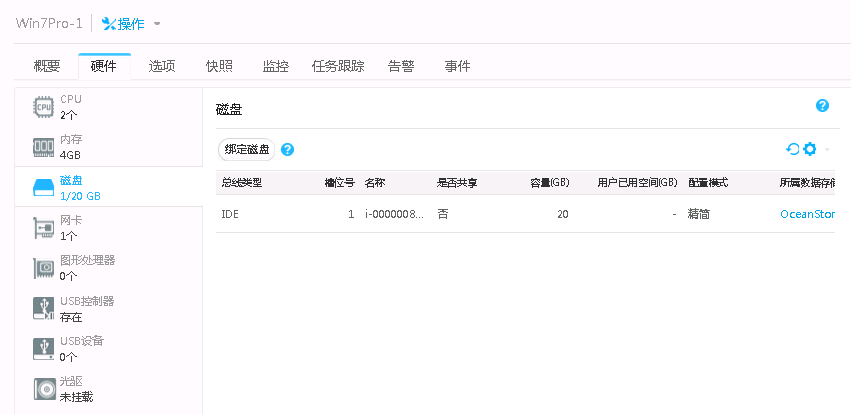 Win7Pro-1 操作
概要 硬件 选项 快照 监控 任务跟踪 告警 事件
CPU
2个
内存
4GB
磁盘
1/20 GB
网卡
1个
图形处理器
0个
USB控制器
存在
USB设备
0个
光驱
未挂载
磁盘
绑定磁盘
总线类型 槽位号 名称 是否共享 容量(GB) 用户已用空间(GB) 配置模式 所属数据存储
IDE 1 i-0000008... 否 20 - 精简 OceanStor